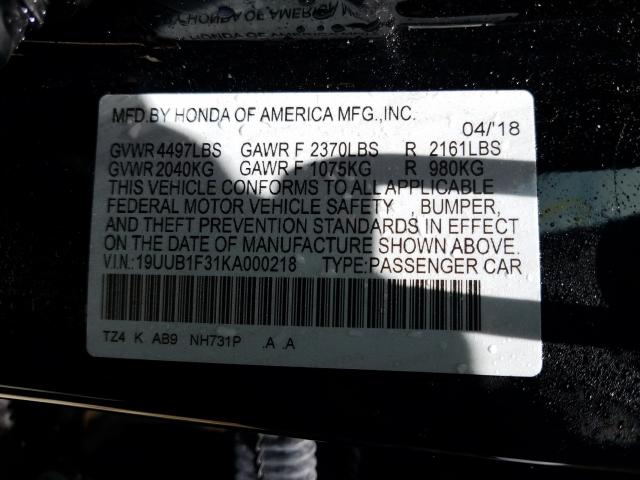 MFD.BY HONDA OF AMERICA MFG.,INC.
04/'18
GVWR 4497LBS GAWR F 2370LBS R 2161LBS
GVWR 2040KG GAWR F 1075KG R 980KG
THIS VEHICLE CONFORMS TO ALL APPLICABLE
FEDERAL MOTOR VEHICLE SAFETY , BUMPER,
AND THEFT PREVENTION STANDARDS IN EFFECT
ON THE DATE OF MANUFACTURE SHOWN ABOVE.
V.I.N.:19UUB1F31KA000218 TYPE:PASSENGER CAR
TZ4 K AB9 NH731P .A .A